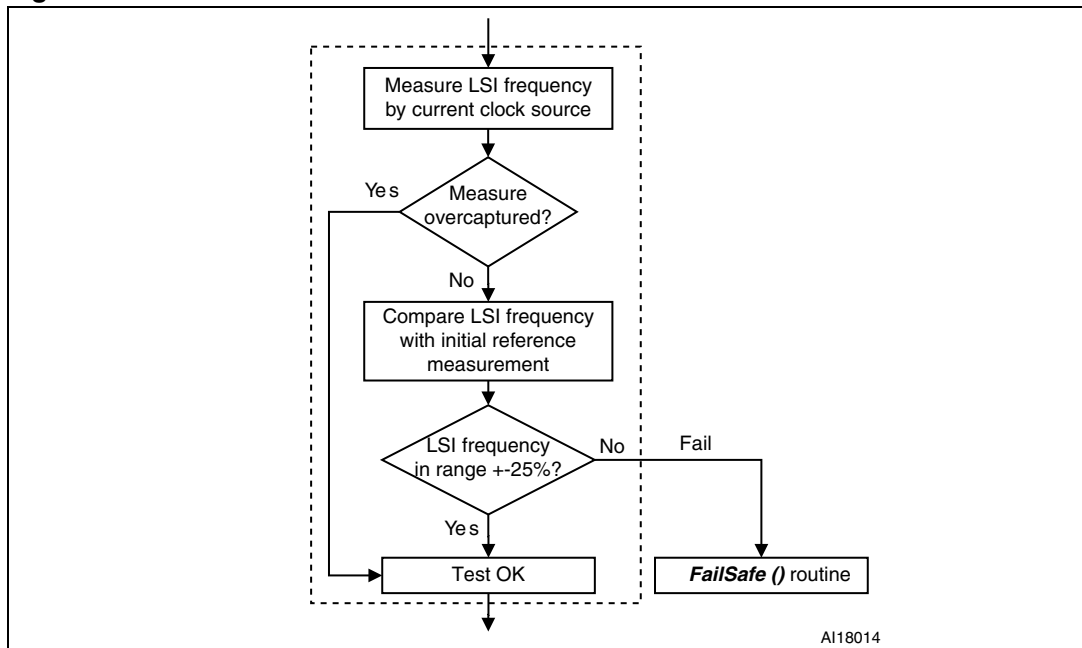 Measure LSI frequency
by current clock source
Yes
Measure
overcaptured?
No
Compare LSI frequency
with initial reference
measurement
LSI frequency
in range +-25%?
No
Fail
Yes
Test OK
FailSafe () routine
AI18014